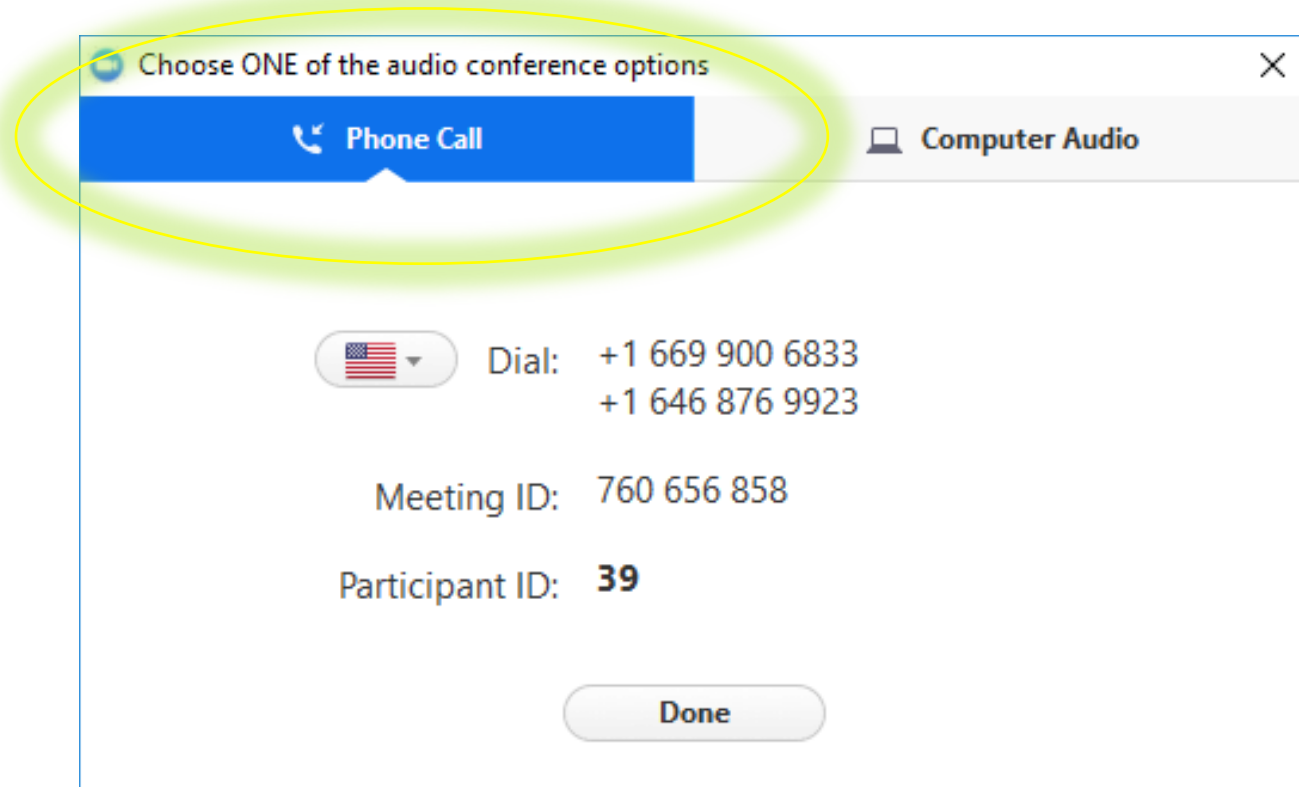 Choose ONE of the audio conference options
Phone Call
Computer Audio
Dial: +1 669 900 6833
+1 646 876 9923
Meeting ID: 760 656 858
Participant ID: 39
Done